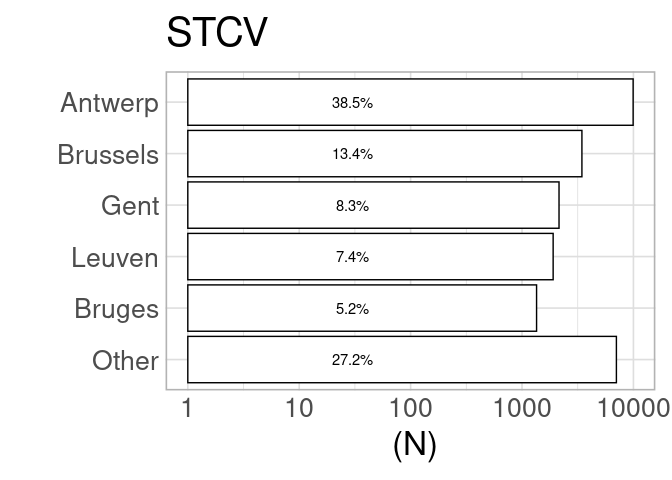 STCV
Antwerp 38.5%
Brussels 13.4%
Gent 8.3%
Leuven 7.4%
Bruges 5.2%
Other 27.2%
1 10 100 1000 10000
(N)